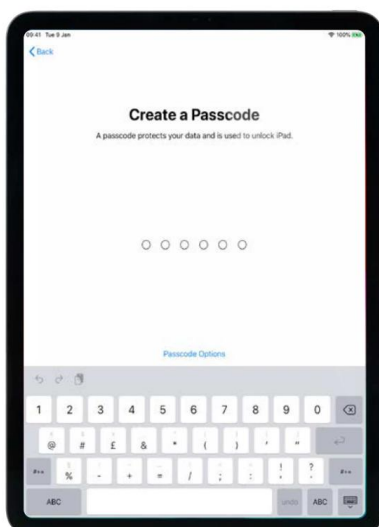 09:41 Tue 9 Jan 100%
Back
Create a Passcode
A passcode protects your data and is used to unlock iPad.
Passcode Options
1 2 3 4 5 6 7 8 9 0
@ # £ & * ( ) ' "
#+= % - + = / ; : ! ? #+=
ABC undo ABC